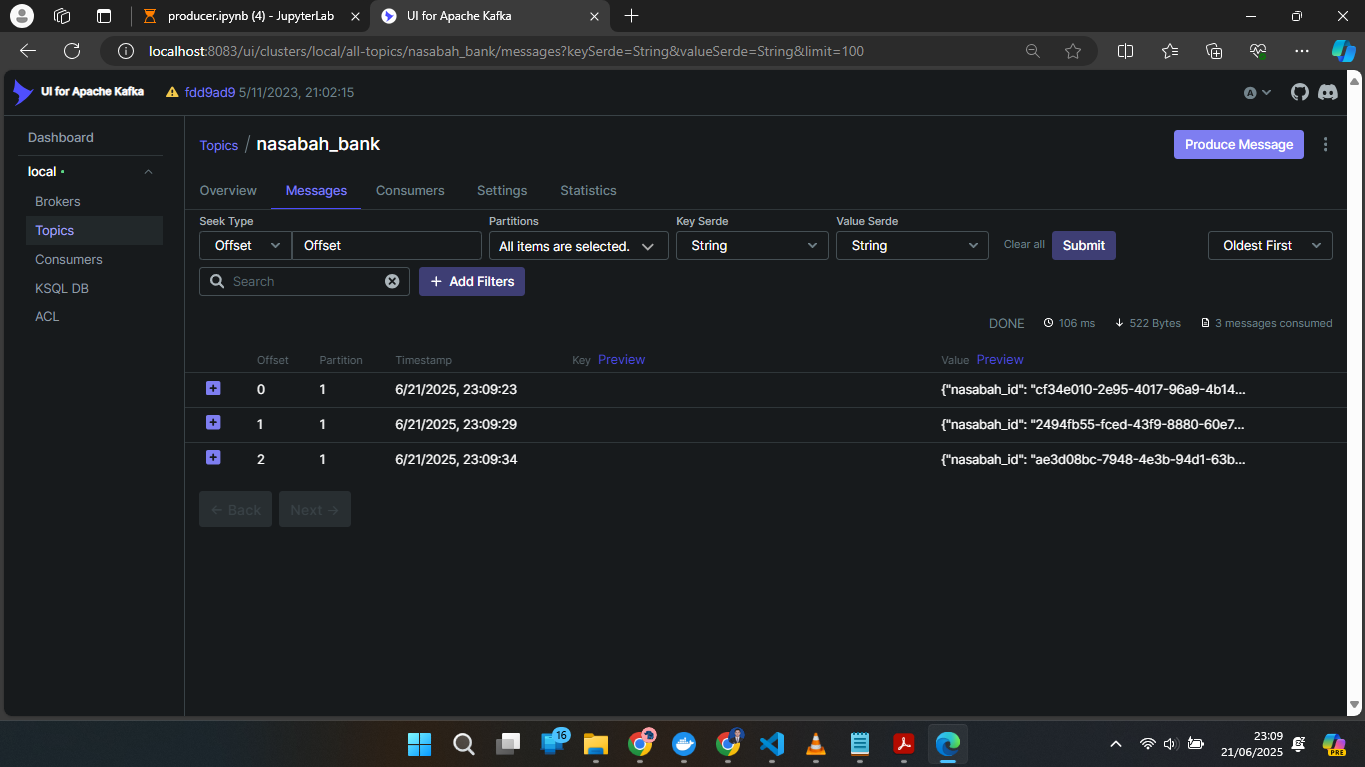 producer.ipynb (4) - JupyterLab
UI for Apache Kafka
localhost:8083/ui/clusters/local/all-topics/nasabah_bank/messages?keySerde=String&valueSerde=String&limit=100
UI for Apache Kafka
fdd9ad9 5/11/2023, 21:02:15
A
Dashboard
local
Brokers
Topics
Consumers
KSQL DB
ACL
Topics / nasabah_bank
Produce Message
Overview Messages Consumers Settings Statistics
Seek Type Partitions Key Serde Value Serde
Offset Offset All items are selected. String String Clear all Submit Oldest First
Search + Add Filters
DONE 106 ms 522 Bytes 3 messages consumed
Offset Partition Timestamp Key Preview Value Preview
0 1 6/21/2025, 23:09:23 {"nasabah_id": "cf34e010-2e95-4017-96a9-4b14...
1 1 6/21/2025, 23:09:29 {"nasabah_id": "2494fb55-fced-43f9-8880-60e7...
2 1 6/21/2025, 23:09:34 {"nasabah_id": "ae3d08bc-7948-4e3b-94d1-63b...
← Back Next →
16
23:09
21/06/2025
PRE